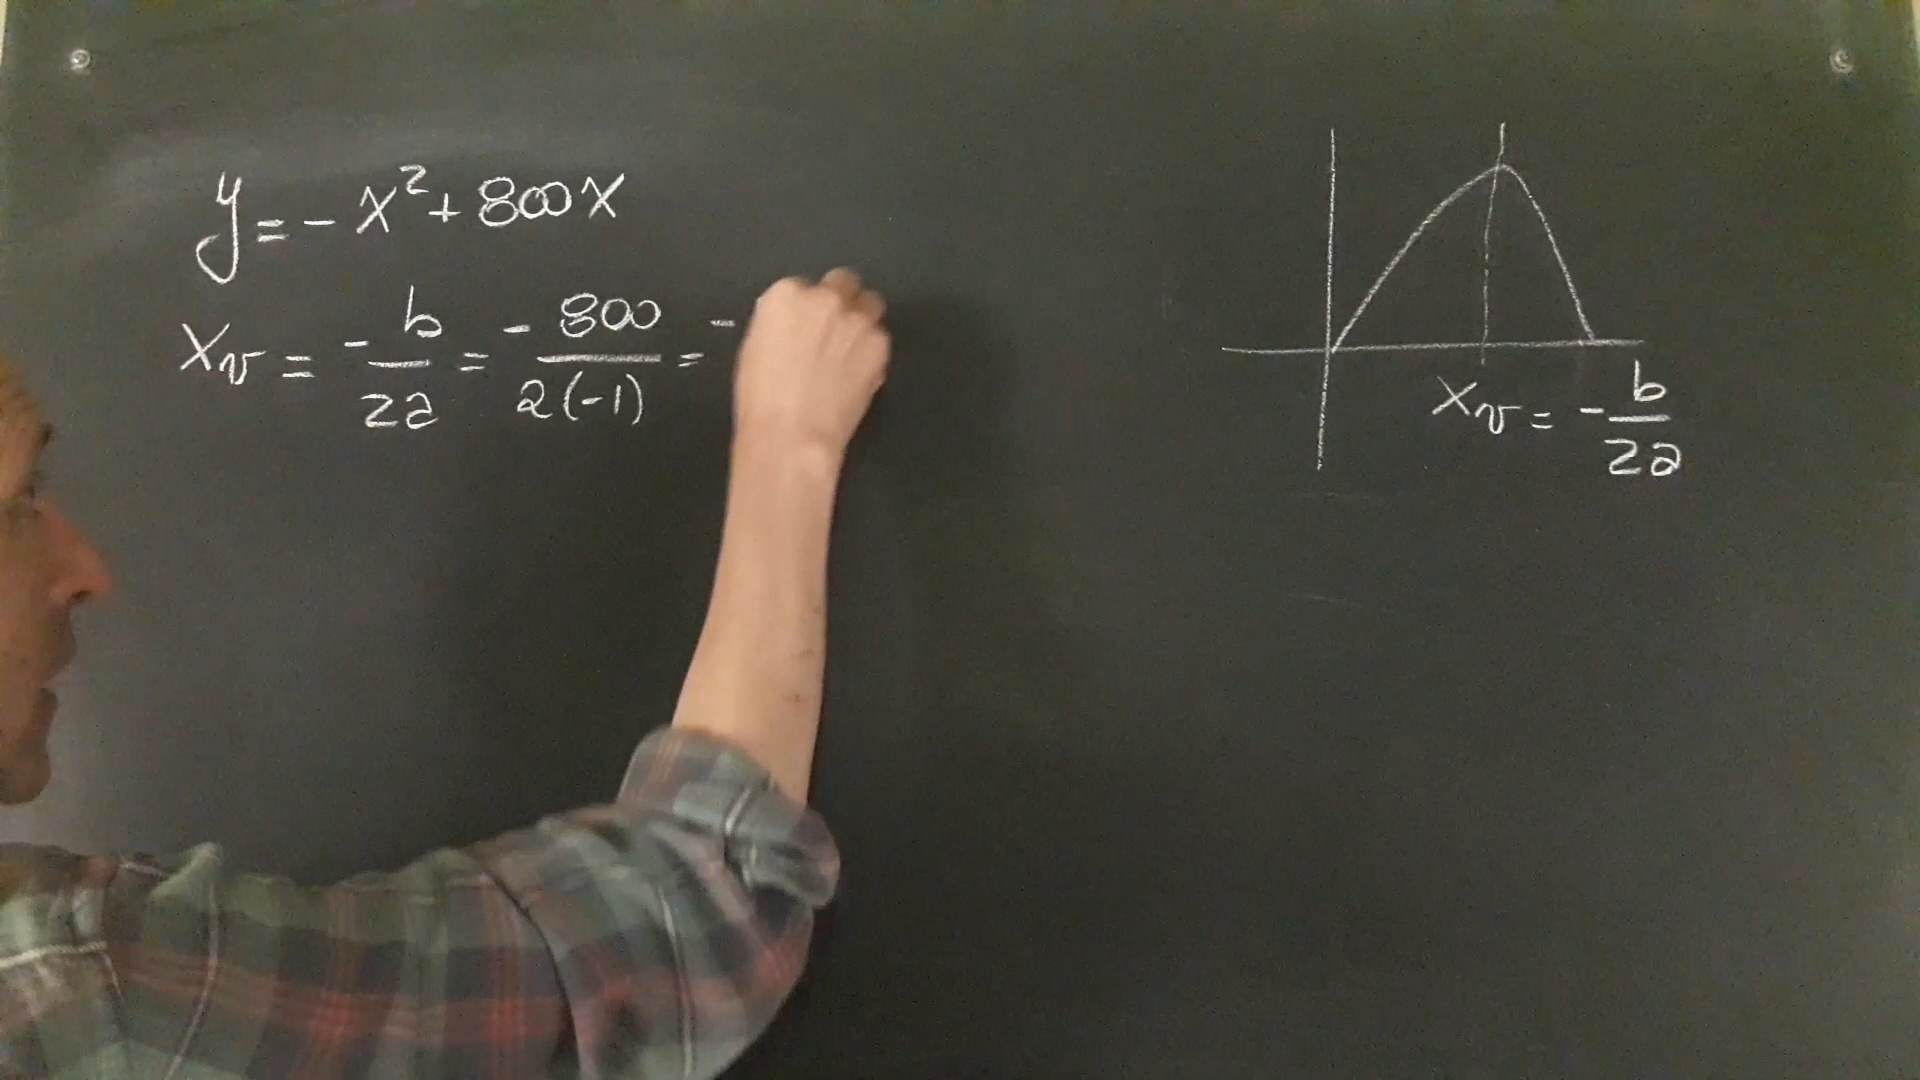 y = - x² + 800x
xv = - b/2a = - 800/2(-1) = -
xv = - b/2a